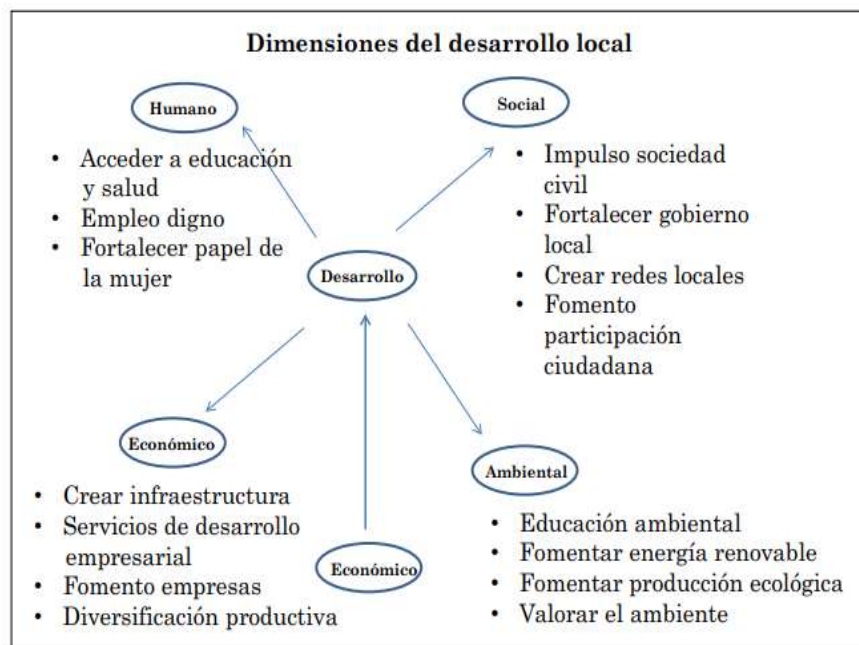 Dimensiones del desarrollo local
Humano
• Acceder a educación
y salud
• Empleo digno
• Fortalecer papel de
la mujer
Social
• Impulso sociedad
civil
• Fortalecer gobierno
local
• Crear redes locales
• Fomento
participación
ciudadana
Desarrollo
Económico
• Crear infraestructura
• Servicios de desarrollo
empresarial
• Fomento empresas
• Diversificación productiva
Económico
Ambiental
• Educación ambiental
• Fomentar energía renovable
• Fomentar producción ecológica
• Valorar el ambiente